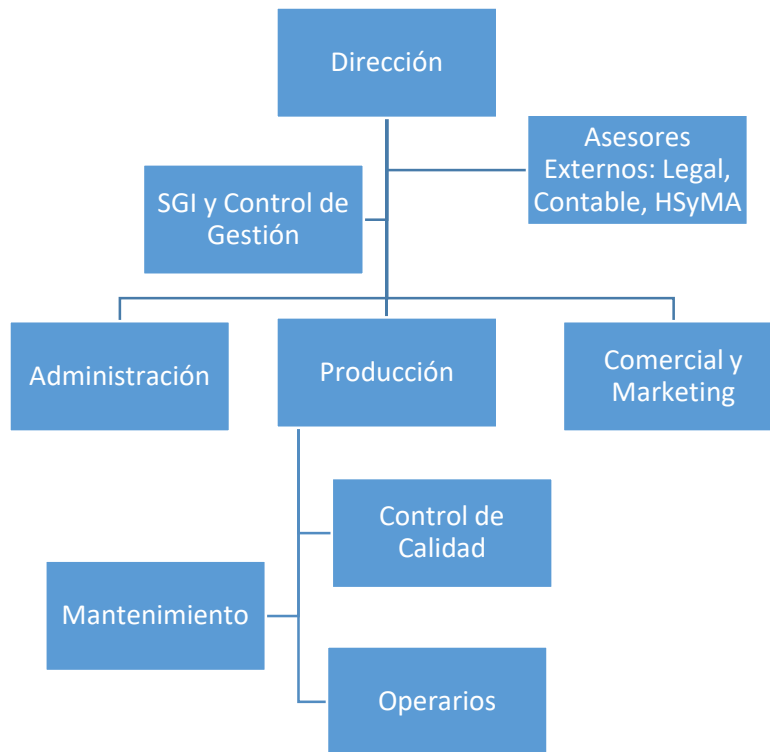 Dirección
Asesores
Externos: Legal,
Contable, HSyMA
SGI y Control de
Gestión
Administración
Producción
Comercial y
Marketing
Control de
Calidad
Mantenimiento
Operarios